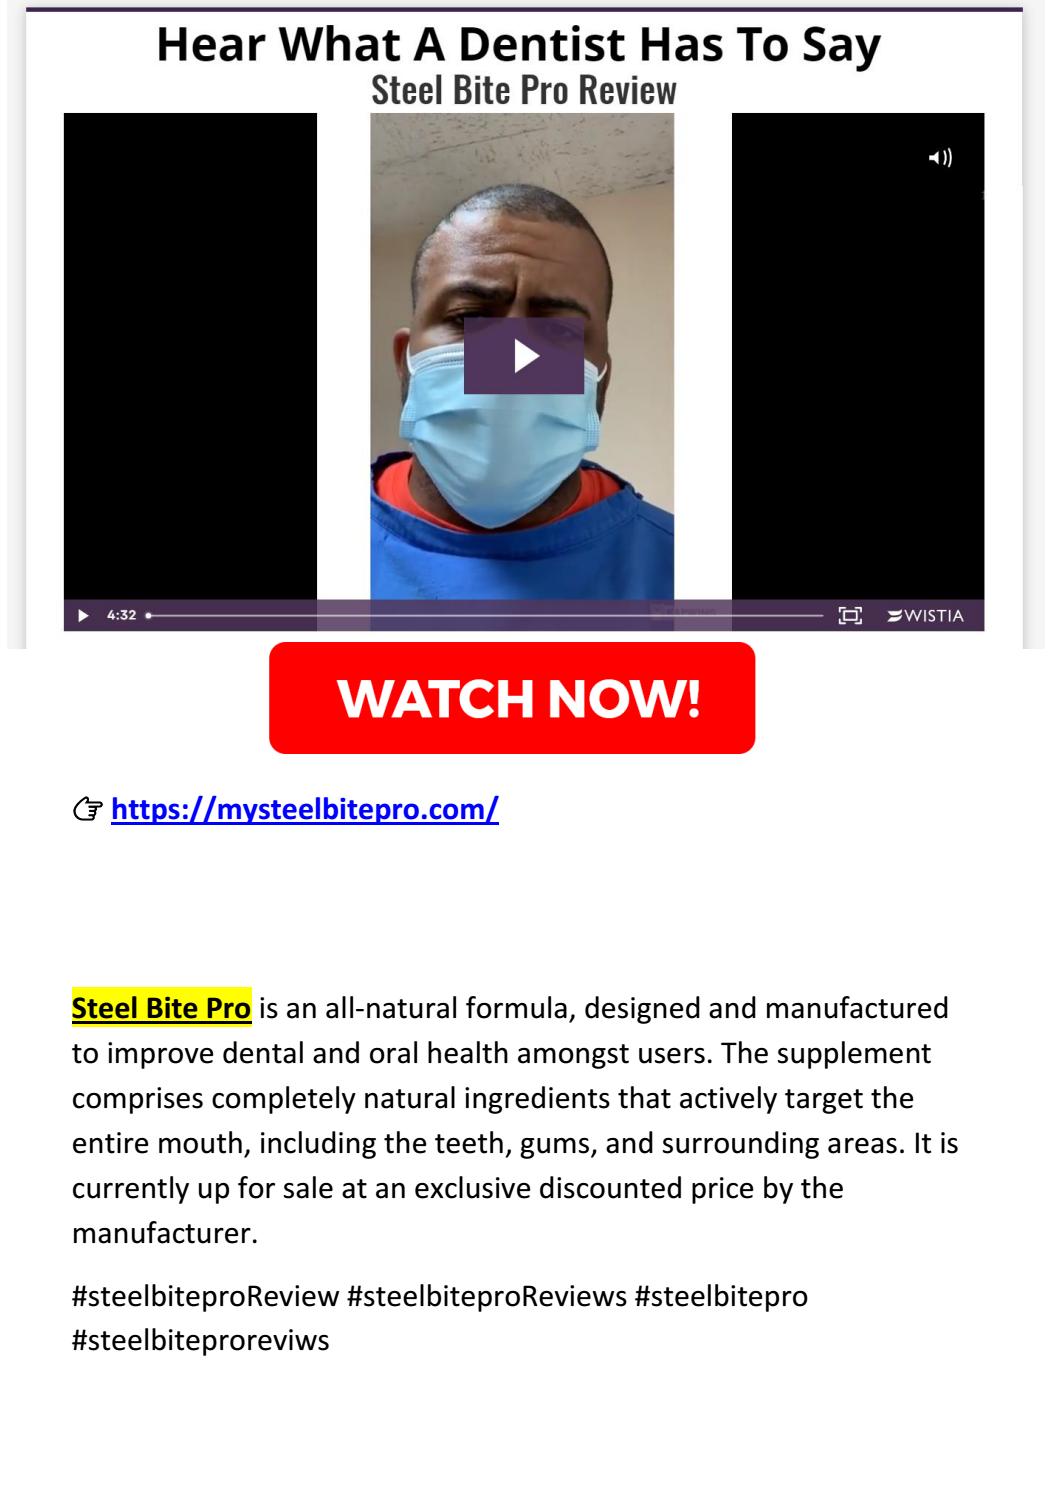 Hear What A Dentist Has To Say
Steel Bite Pro Review
4:32
WISTIA
WATCH NOW!
https://mysteelbitepro.com/
Steel Bite Pro is an all-natural formula, designed and manufactured
to improve dental and oral health amongst users. The supplement
comprises completely natural ingredients that actively target the
entire mouth, including the teeth, gums, and surrounding areas. It is
currently up for sale at an exclusive discounted price by the
manufacturer.
#steelbiteproReview #steelbiteproReviews #steelbitepro
#steelbiteproreviws